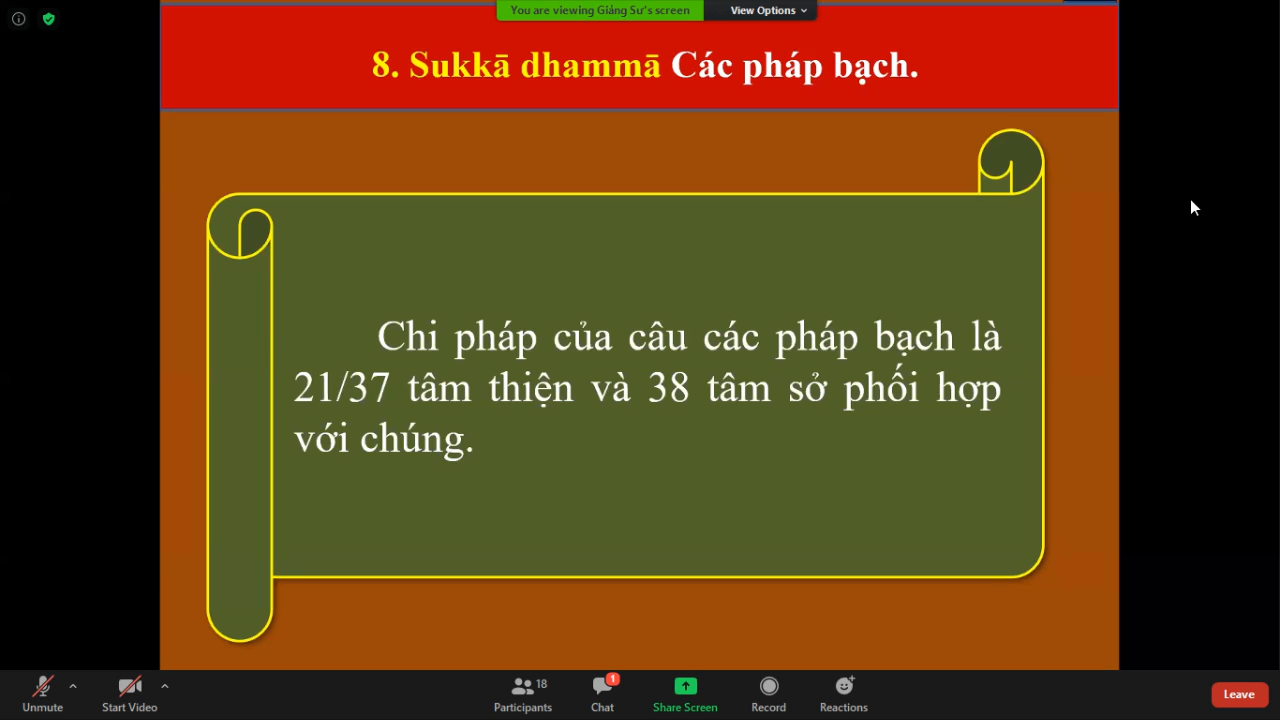 You are viewing Giảng Sư's screen
View Options
8. Sukkā dhammā Các pháp bạch.
Chi pháp của câu các pháp bạch là
21/37 tâm thiện và 38 tâm sở phối hợp
với chúng.
Unmute
Start Video
Participants
18
Chat
1
Share Screen
Record
Reactions
Leave